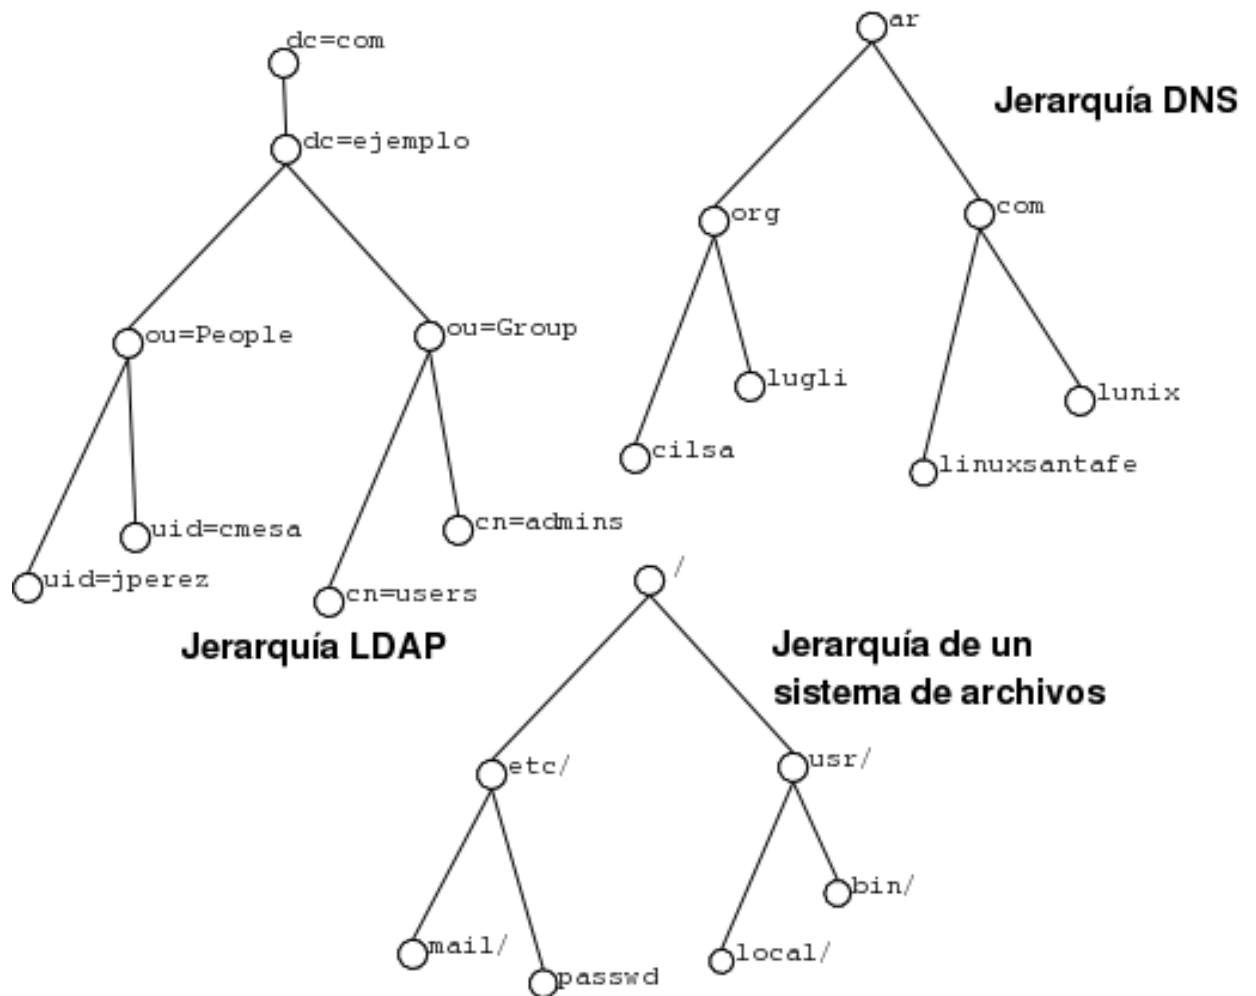 dc=com
dc=ejemplo
ou=People
ou=Group
uid=cmesa
cn=admins
uid=jperez
cn=users
Jerarquía LDAP
ar
Jerarquía DNS
org
com
lugli
lunix
cilsa
linuxsantafe
/
Jerarquía de un
sistema de archivos
etc/
usr/
bin/
mail/
local/
passwd